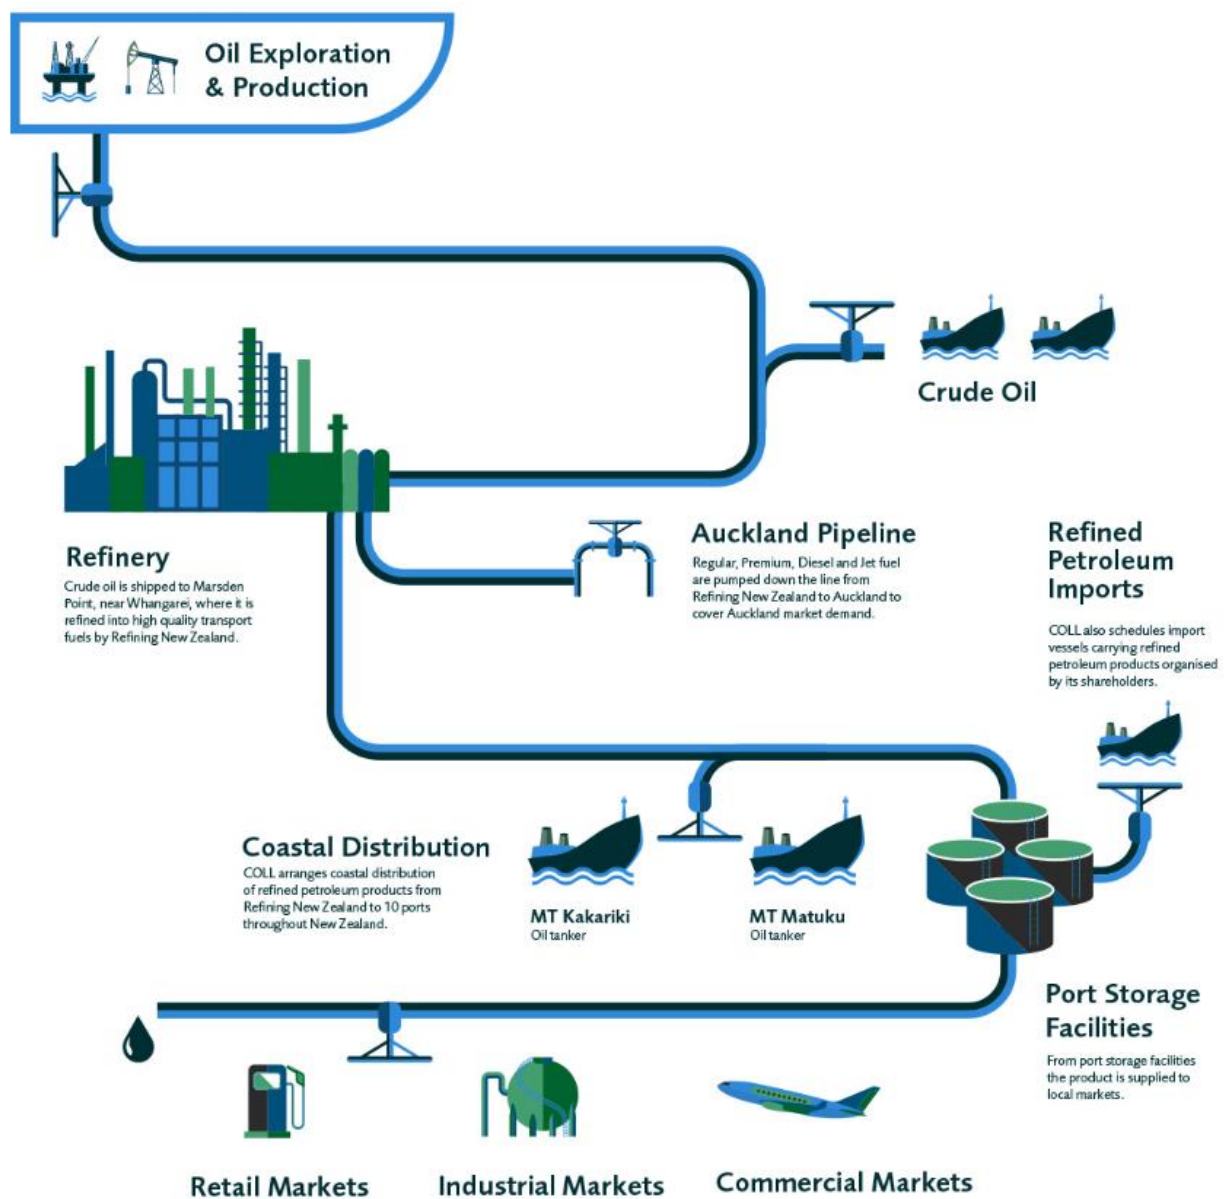 Oil Exploration
& Production
Crude Oil
Refinery
Crude oil is shipped to Marsden
Point, near Whangarei, where it is
refined into high quality transport
fuels by Refining New Zealand.
Auckland Pipeline
Regular, Premium, Diesel and Jet fuel
are pumped down the line from
Refining New Zealand to Auckland to
cover Auckland market demand.
Refined
Petroleum
Imports
COLL also schedules import
vessels carrying refined
petroleum products organised
by its shareholders.
Coastal Distribution
COLL arranges coastal distribution
of refined petroleum products from
Refining New Zealand to 10 ports
throughout New Zealand.
MT Kakariki
Oil tanker
MT Matuku
Oil tanker
Port Storage
Facilities
From port storage facilities
the product is supplied to
local markets.
Retail Markets
Industrial Markets
Commercial Markets